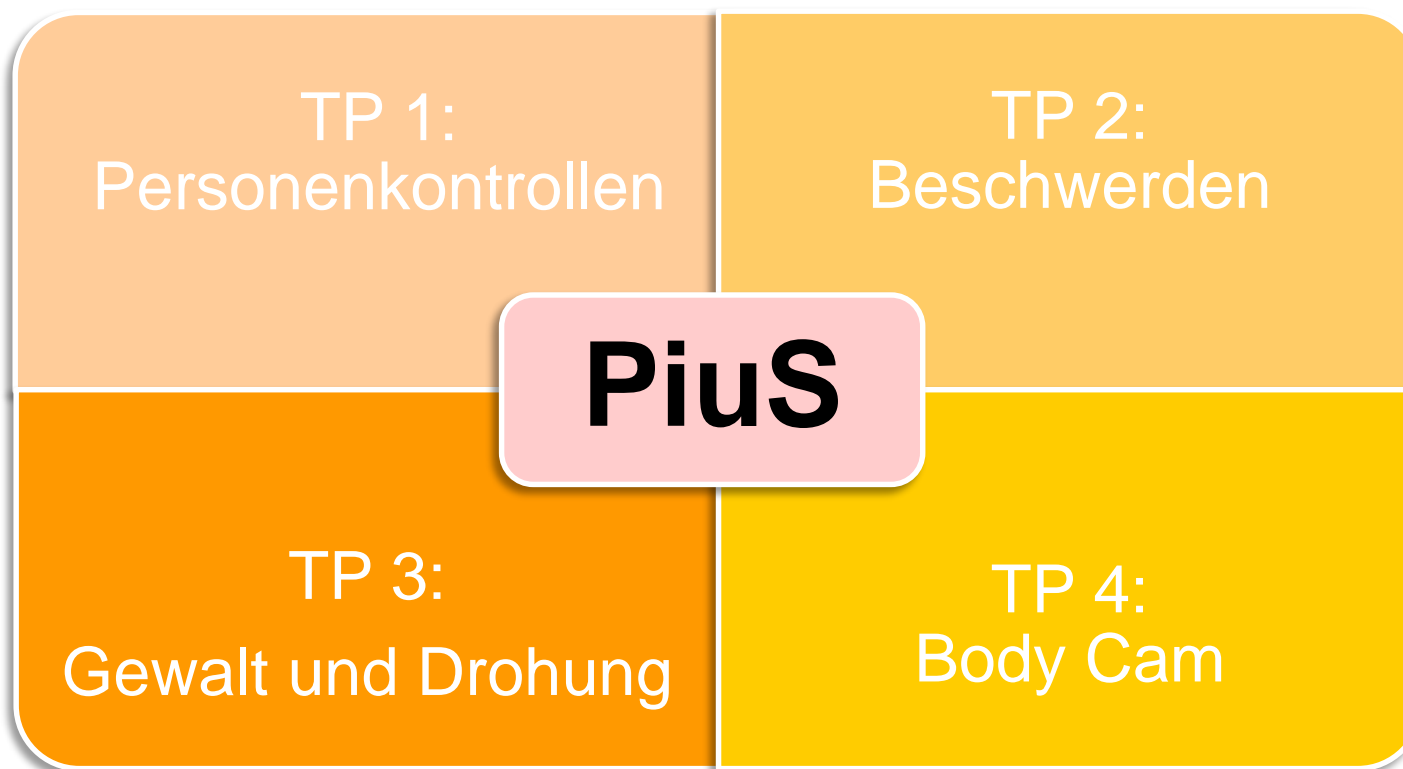 TP 1:
Personenkontrollen
TP 2:
Beschwerden
PiuS
TP 3:
Gewalt und Drohung
TP 4:
Body Cam